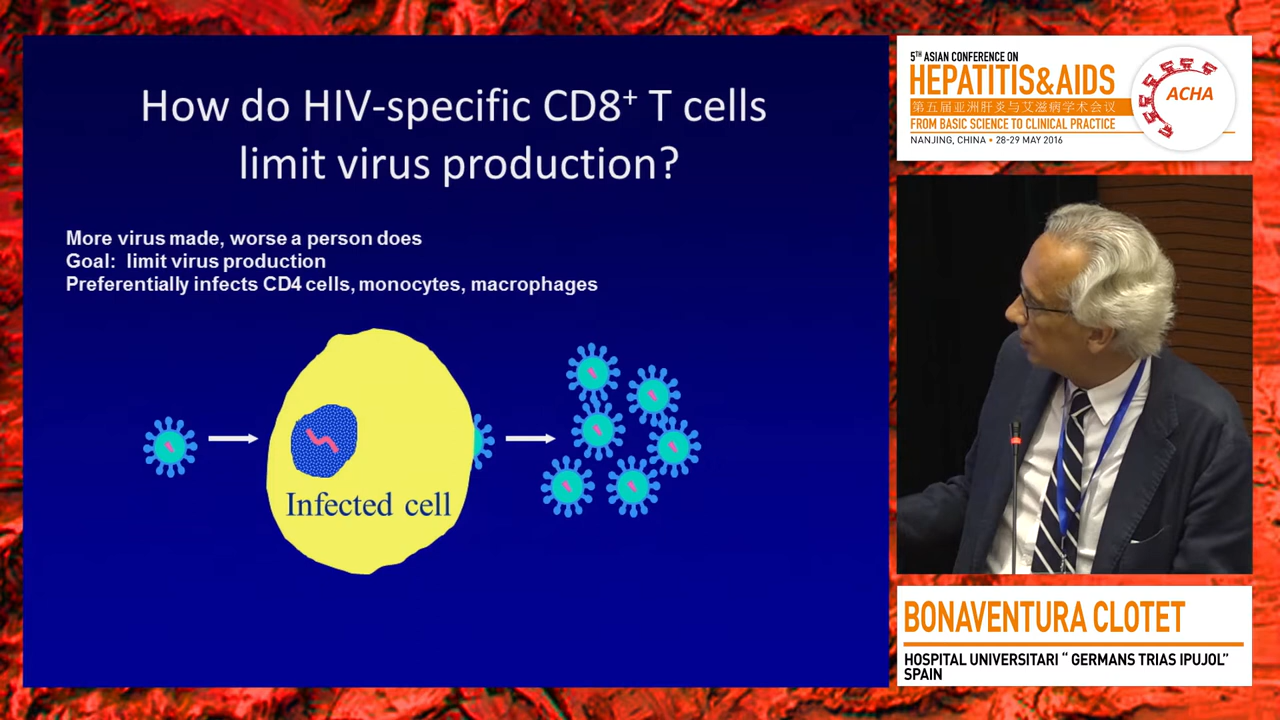 How do HIV-specific CD8⁺ T cells
limit virus production?
More virus made, worse a person does
Goal: limit virus production
Preferentially infects CD4 cells, monocytes, macrophages
Infected cell
5TH ASIAN CONFERENCE ON
HEPATITIS&AIDS
第五届亚洲肝炎与艾滋病学术会议
FROM BASIC SCIENCE TO CLINICAL PRACTICE
NANJING, CHINA • 28-29 MAY 2016
ACHA
BONAVENTURA CLOTET
HOSPITAL UNIVERSITARI “ GERMANS TRIAS IPUJOL”
SPAIN